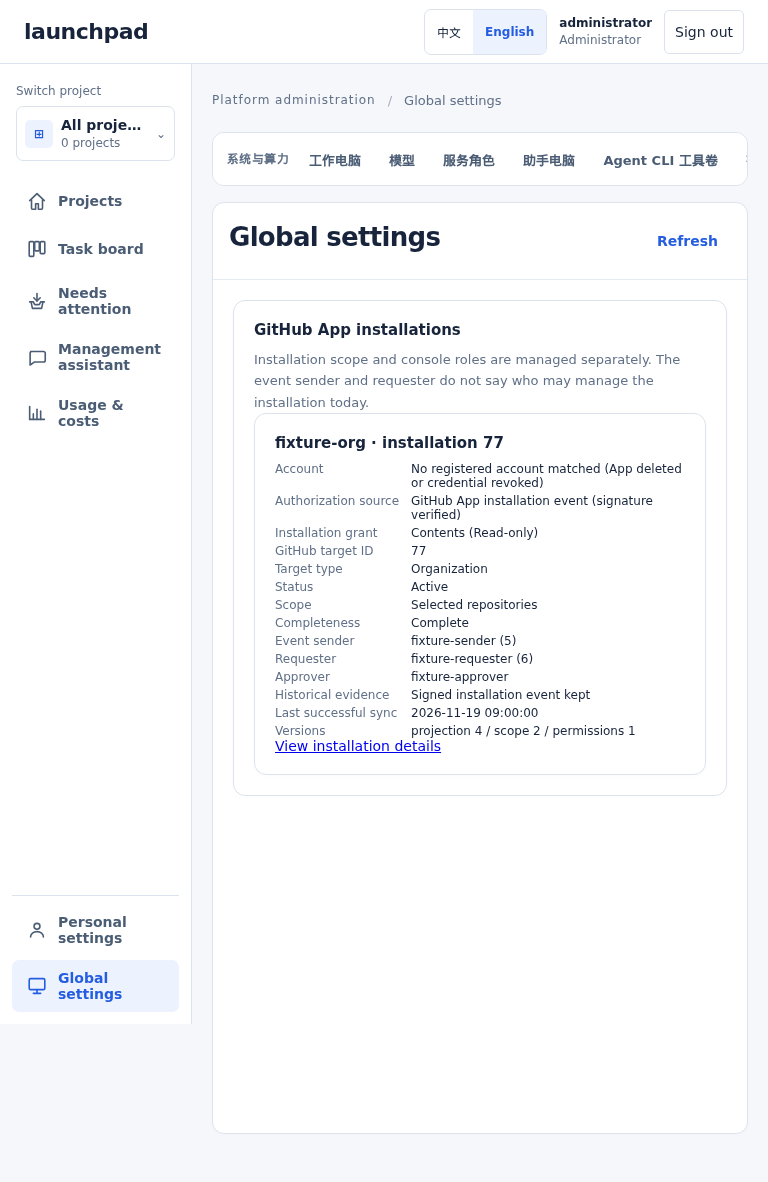 launchpad
中文
English
administrator
Administrator
Sign out
Switch project
All proje...
0 projects
Projects
Task board
Needs
attention
Management
assistant
Usage &
costs
Personal
settings
Global
settings
Platform administration / Global settings
系统与算力 工作电脑 模型 服务角色 助手电脑 Agent CLI 工具卷
Global settings
Refresh
GitHub App installations
Installation scope and console roles are managed separately. The
event sender and requester do not say who may manage the
installation today.
fixture-org · installation 77
Account No registered account matched (App deleted
or credential revoked)
Authorization source GitHub App installation event (signature
verified)
Installation grant Contents (Read-only)
GitHub target ID 77
Target type Organization
Status Active
Scope Selected repositories
Completeness Complete
Event sender fixture-sender (5)
Requester fixture-requester (6)
Approver fixture-approver
Historical evidence Signed installation event kept
Last successful sync 2026-11-19 09:00:00
Versions projection 4 / scope 2 / permissions 1
View installation details